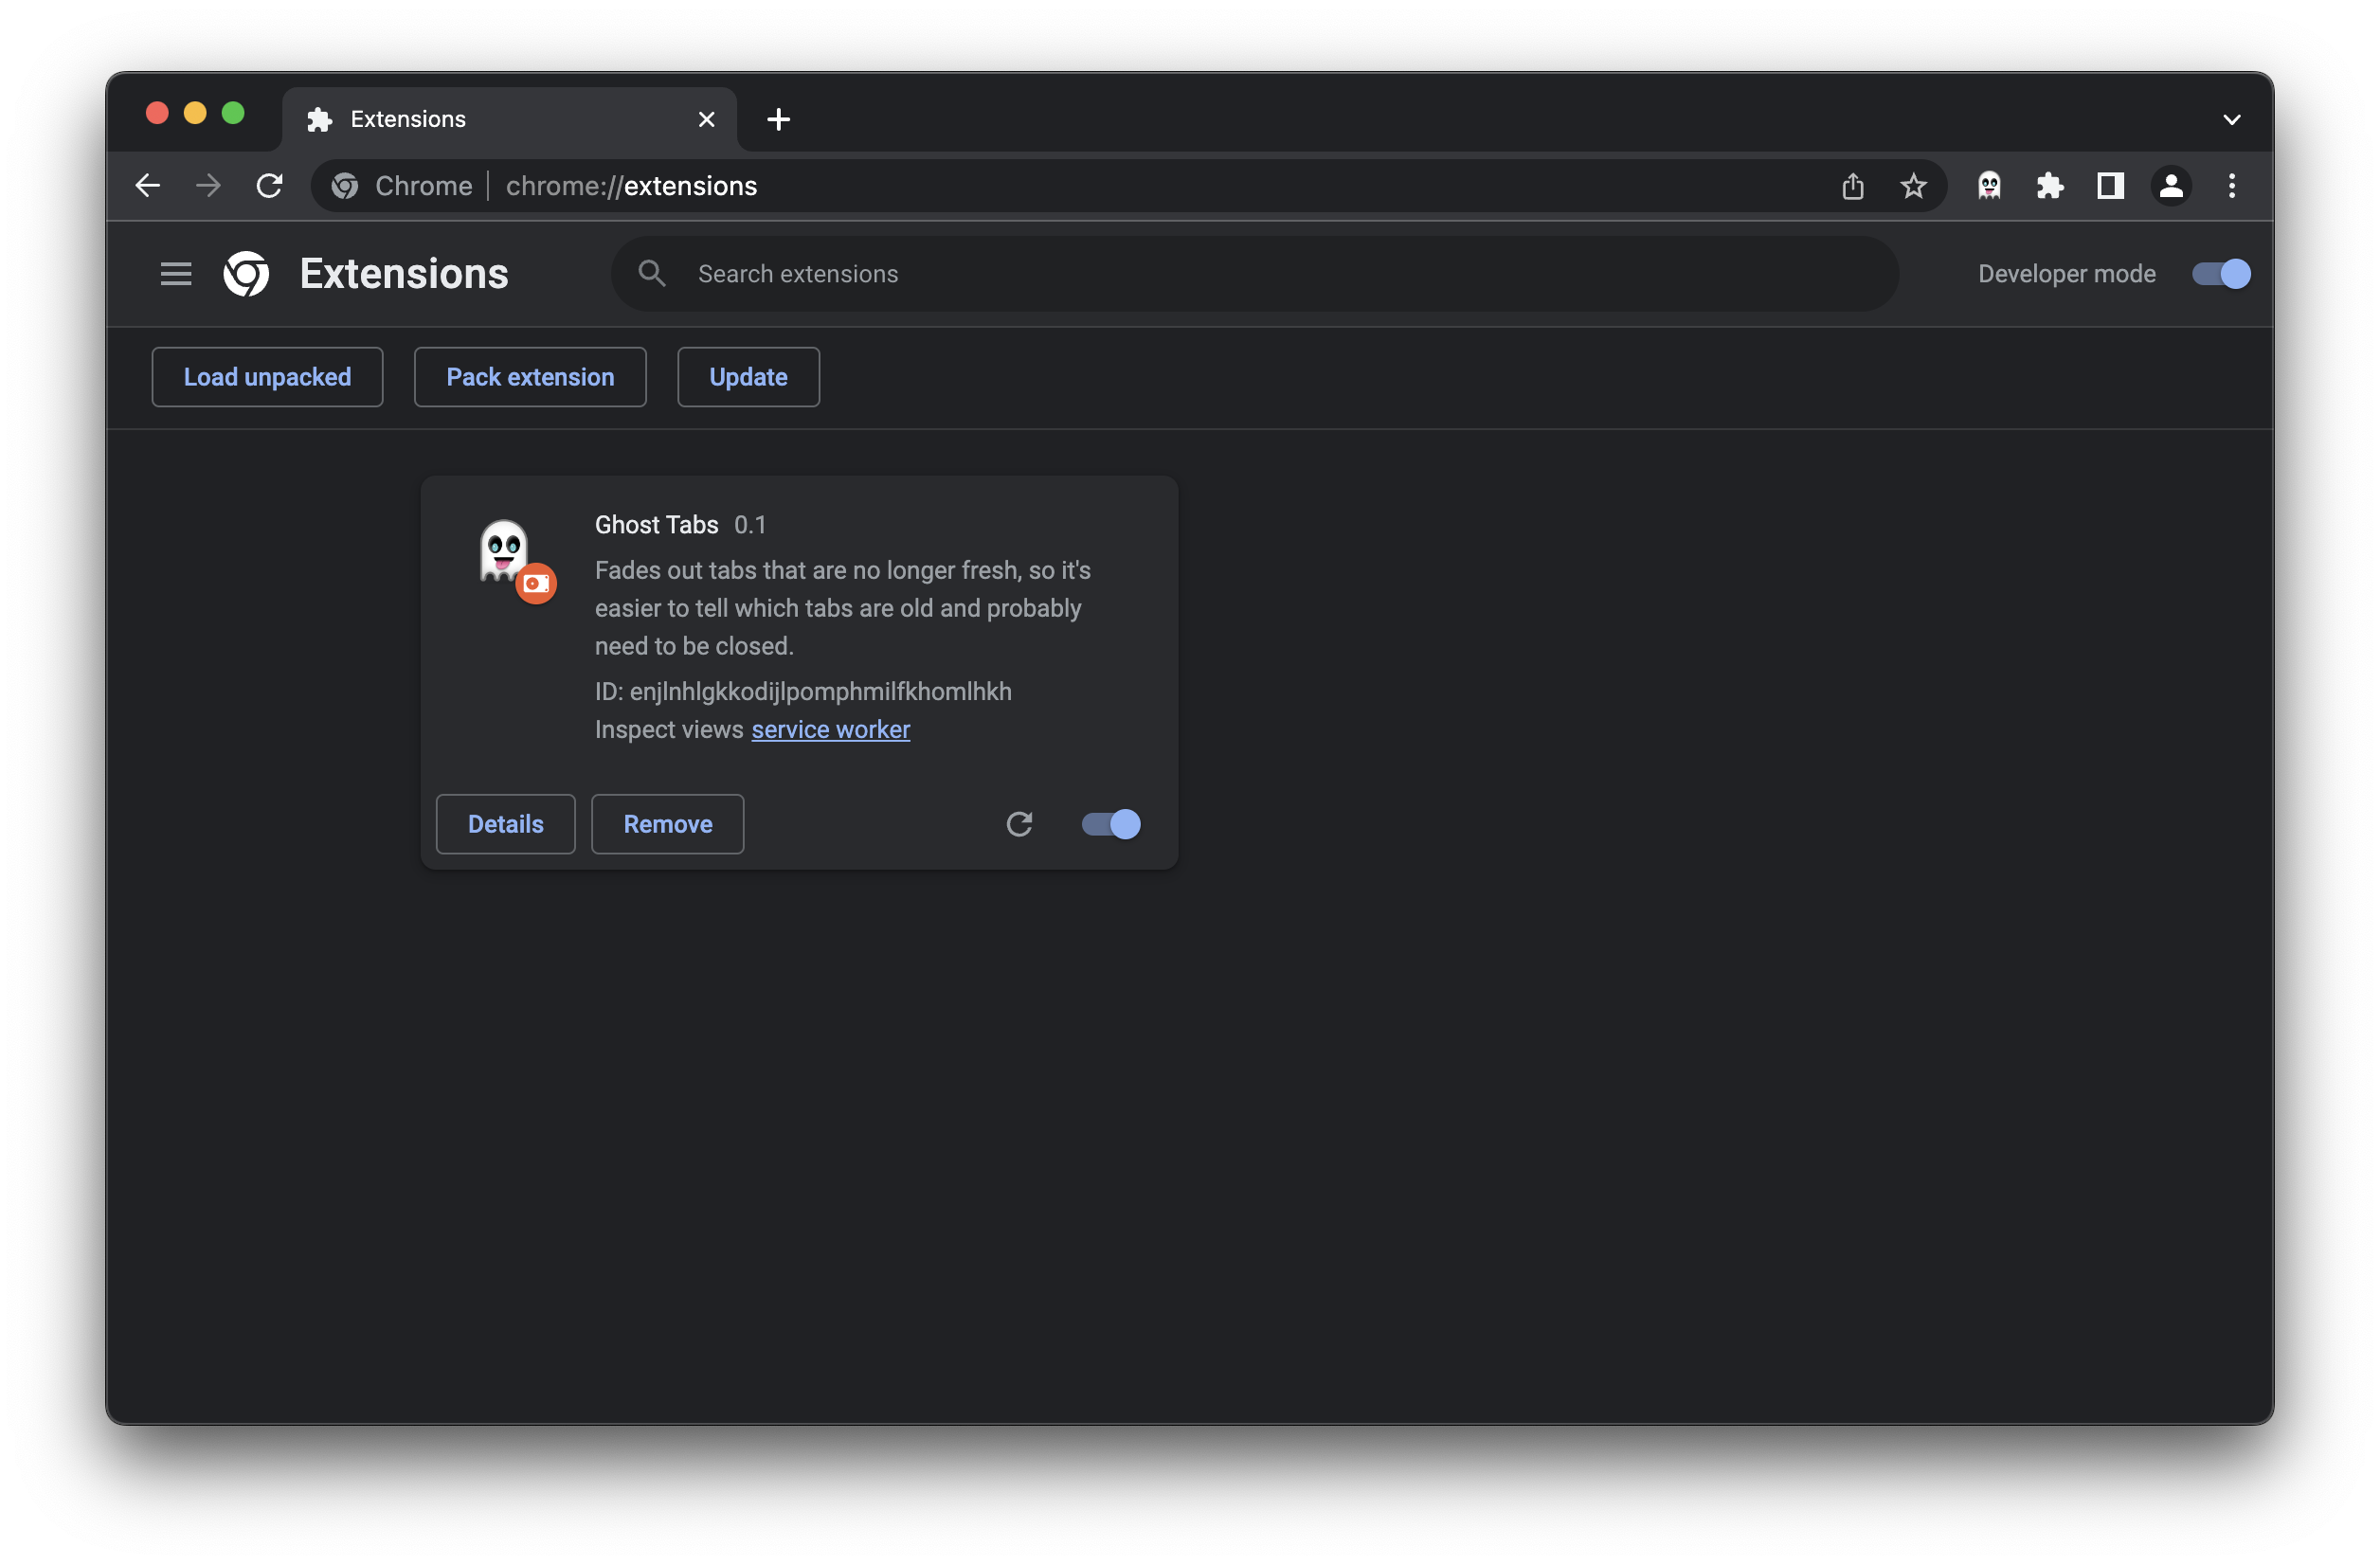 Extensions
Chrome | chrome://extensions
Extensions
Search extensions
Developer mode
Load unpacked
Pack extension
Update
Ghost Tabs 0.1
Fades out tabs that are no longer fresh, so it's
easier to tell which tabs are old and probably
need to be closed.
ID: enjlnhlgkkodijlpomphmilfkhomlhkh
Inspect views service worker
Details
Remove